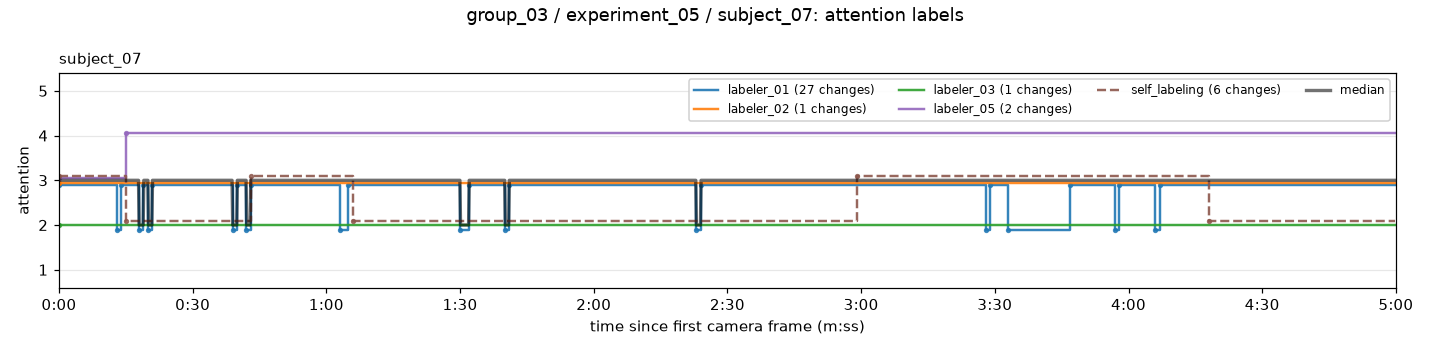 group_03 / experiment_05 / subject_07: attention labels
subject_07
labeler_01 (27 changes)
labeler_02 (1 changes)
labeler_03 (1 changes)
labeler_05 (2 changes)
self_labeling (6 changes)
median
attention
5
4
3
2
1
0:00 0:30 1:00 1:30 2:00 2:30 3:00 3:30 4:00 4:30 5:00
time since first camera frame (m:ss)